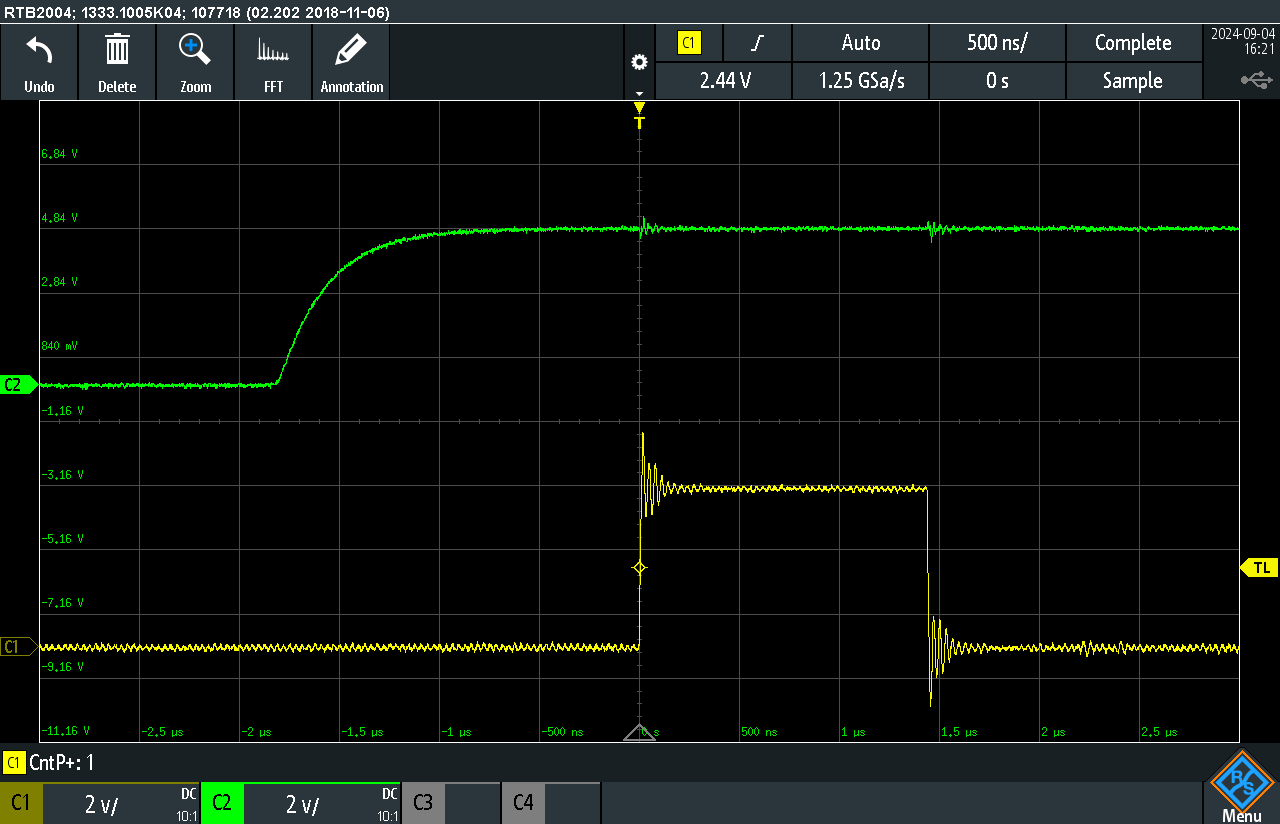 RTB2004; 1333.1005K04; 107718 (02.202 2018-11-06)
Undo
Delete
Zoom
FFT
Annotation
C1
Auto
500 ns/
Complete
2.44 V
1.25 GSa/s
0 s
Sample
2024-09-04
16:21
T
6.84 V
4.84 V
2.84 V
840 mV
C2
-1.16 V
-3.16 V
-5.16 V
TL
-7.16 V
C1
-9.16 V
-11.16 V
-2.5 µs
-2 µs
-1.5 µs
-1 µs
-500 ns
0 s
500 ns
1 µs
1.5 µs
2 µs
2.5 µs
C1 CntP+: 1
C1
2 V/
DC
10:1
C2
2 V/
DC
10:1
C3
C4
R S
Menu